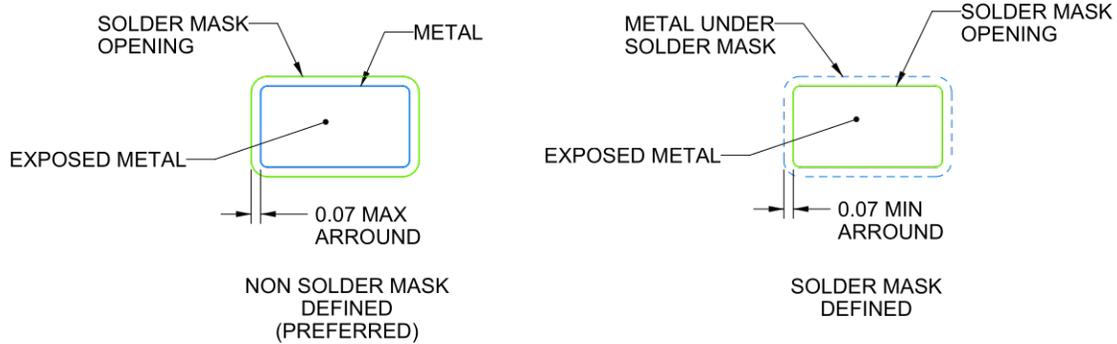 SOLDER MASK
OPENING
METAL
EXPOSED METAL
0.07 MAX
ARROUND
NON SOLDER MASK
DEFINED
(PREFERRED)
METAL UNDER
SOLDER MASK
SOLDER MASK
OPENING
EXPOSED METAL
0.07 MIN
ARROUND
SOLDER MASK
DEFINED